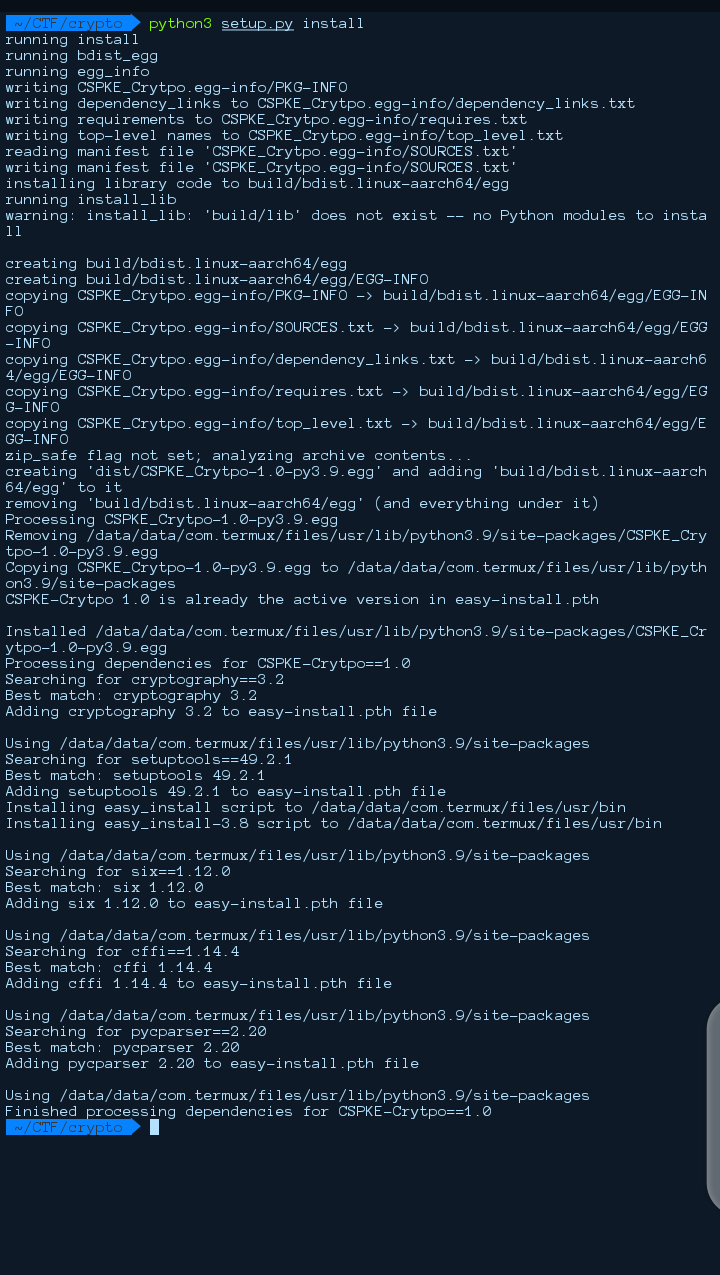 ~/CTF/crypto python3 setup.py install
running install
running bdist_egg
running egg_info
writing CSPKE_Crytpo.egg-info/PKG-INFO
writing dependency_links to CSPKE_Crytpo.egg-info/dependency_links.txt
writing requirements to CSPKE_Crytpo.egg-info/requires.txt
writing top-level names to CSPKE_Crytpo.egg-info/top_level.txt
reading manifest file 'CSPKE_Crytpo.egg-info/SOURCES.txt'
writing manifest file 'CSPKE_Crytpo.egg-info/SOURCES.txt'
installing library code to build/bdist.linux-aarch64/egg
running install_lib
warning: install_lib: 'build/lib' does not exist -- no Python modules to insta
ll
creating build/bdist.linux-aarch64/egg
creating build/bdist.linux-aarch64/egg/EGG-INFO
copying CSPKE_Crytpo.egg-info/PKG-INFO -> build/bdist.linux-aarch64/egg/EGG-IN
FO
copying CSPKE_Crytpo.egg-info/SOURCES.txt -> build/bdist.linux-aarch64/egg/EGG
-INFO
copying CSPKE_Crytpo.egg-info/dependency_links.txt -> build/bdist.linux-aarch6
4/egg/EGG-INFO
copying CSPKE_Crytpo.egg-info/requires.txt -> build/bdist.linux-aarch64/egg/EG
G-INFO
copying CSPKE_Crytpo.egg-info/top_level.txt -> build/bdist.linux-aarch64/egg/E
GG-INFO
zip_safe flag not set; analyzing archive contents...
creating 'dist/CSPKE_Crytpo-1.0-py3.9.egg' and adding 'build/bdist.linux-aarch
64/egg' to it
removing 'build/bdist.linux-aarch64/egg' (and everything under it)
Processing CSPKE_Crytpo-1.0-py3.9.egg
Removing /data/data/com.termux/files/usr/lib/python3.9/site-packages/CSPKE_Cry
tpo-1.0-py3.9.egg
Copying CSPKE_Crytpo-1.0-py3.9.egg to /data/data/com.termux/files/usr/lib/pyth
on3.9/site-packages
CSPKE-Crytpo 1.0 is already the active version in easy-install.pth
Installed /data/data/com.termux/files/usr/lib/python3.9/site-packages/CSPKE_Cr
ytpo-1.0-py3.9.egg
Processing dependencies for CSPKE-Crytpo==1.0
Searching for cryptography==3.2
Best match: cryptography 3.2
Adding cryptography 3.2 to easy-install.pth file
Using /data/data/com.termux/files/usr/lib/python3.9/site-packages
Searching for setuptools==49.2.1
Best match: setuptools 49.2.1
Adding setuptools 49.2.1 to easy-install.pth file
Installing easy_install script to /data/data/com.termux/files/usr/bin
Installing easy_install-3.8 script to /data/data/com.termux/files/usr/bin
Using /data/data/com.termux/files/usr/lib/python3.9/site-packages
Searching for six==1.12.0
Best match: six 1.12.0
Adding six 1.12.0 to easy-install.pth file
Using /data/data/com.termux/files/usr/lib/python3.9/site-packages
Searching for cffi==1.14.4
Best match: cffi 1.14.4
Adding cffi 1.14.4 to easy-install.pth file
Using /data/data/com.termux/files/usr/lib/python3.9/site-packages
Searching for pycparser==2.20
Best match: pycparser 2.20
Adding pycparser 2.20 to easy-install.pth file
Using /data/data/com.termux/files/usr/lib/python3.9/site-packages
Finished processing dependencies for CSPKE-Crytpo==1.0
~/CTF/crypto